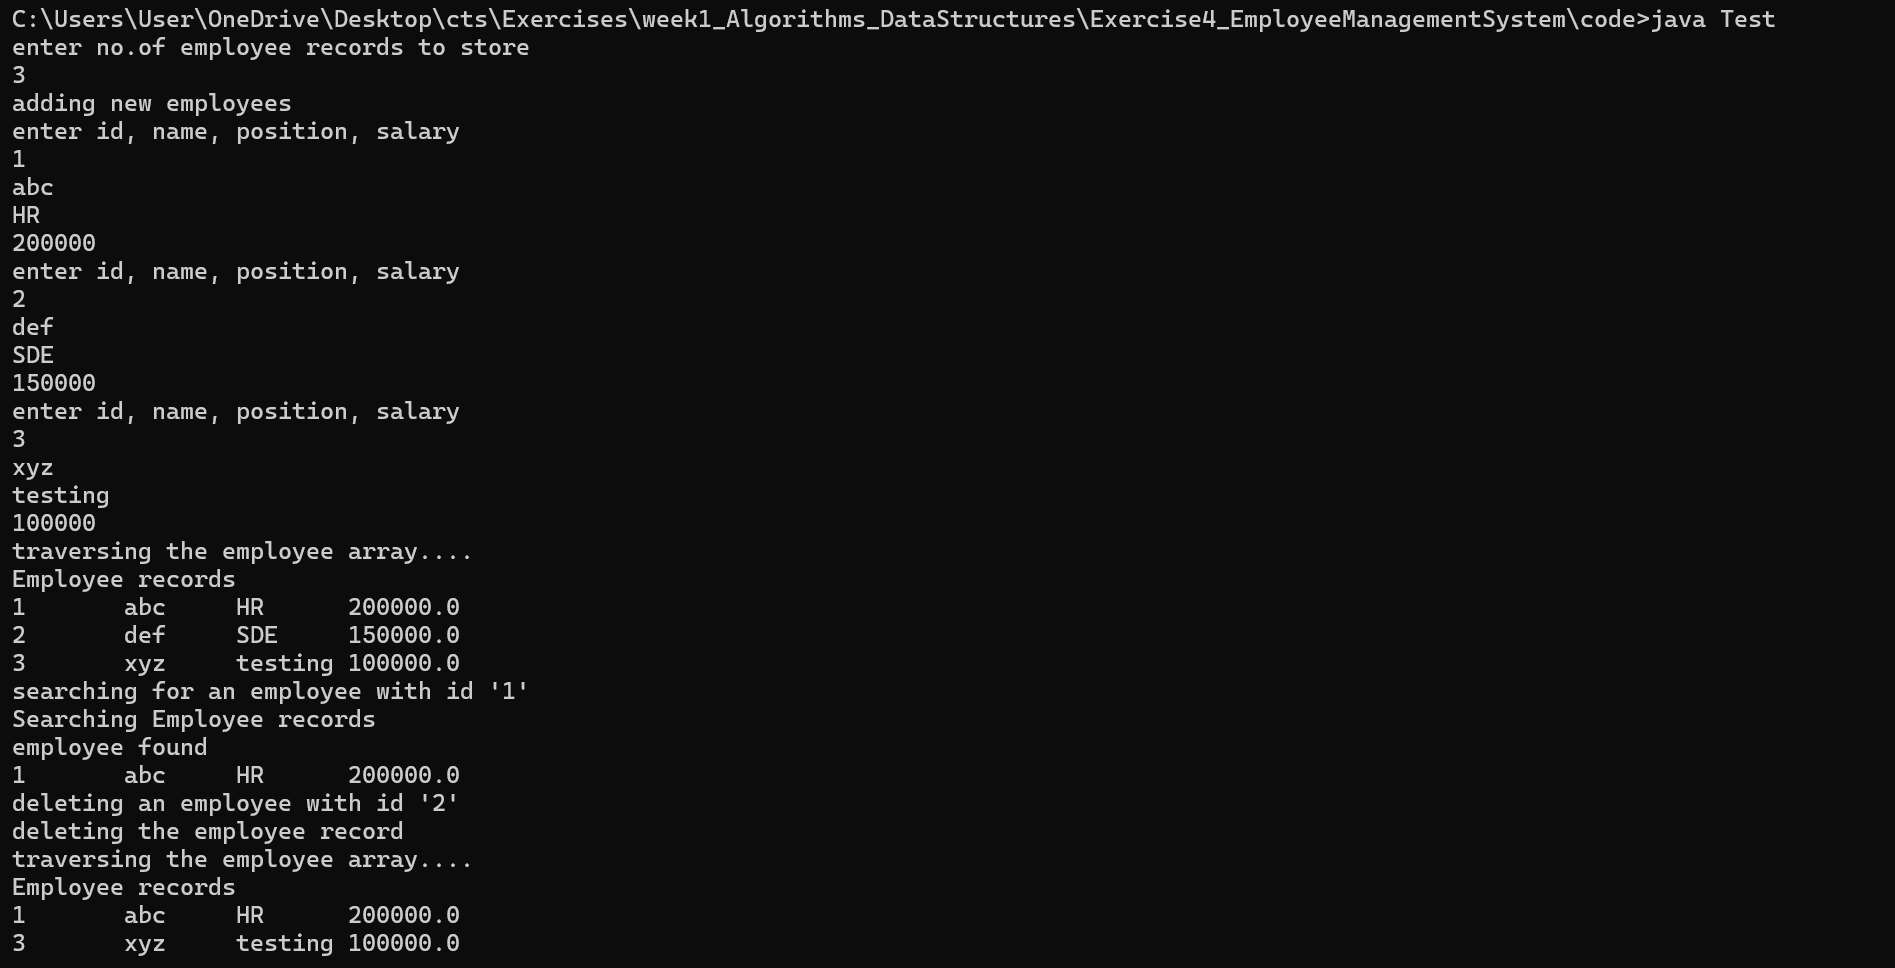 C:\Users\User\OneDrive\Desktop\cts\Exercises\week1_Algorithms_DataStructures\Exercise4_EmployeeManagementSystem\code>java Test
enter no.of employee records to store
3
adding new employees
enter id, name, position, salary
1
abc
HR
200000
enter id, name, position, salary
2
def
SDE
150000
enter id, name, position, salary
3
xyz
testing
100000
traversing the employee array....
Employee records
1       abc     HR      200000.0
2       def     SDE     150000.0
3       xyz     testing 100000.0
searching for an employee with id '1'
Searching Employee records
employee found
1       abc     HR      200000.0
deleting an employee with id '2'
deleting the employee record
traversing the employee array....
Employee records
1       abc     HR      200000.0
3       xyz     testing 100000.0